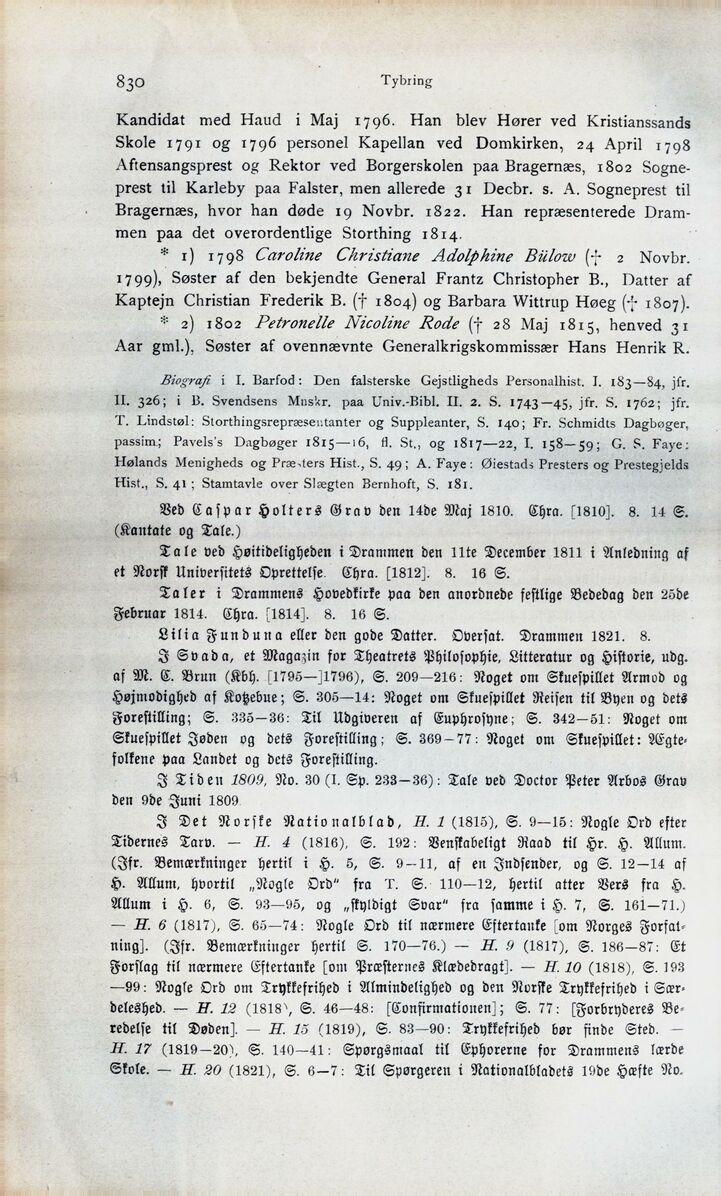 830
Tybring
Kandidat med Haud i Maj 1796. Han blev Hører ved Kristianssands
Skole 1791 og 1796 personel Kapellan ved Domkirken, 24 April 1798
Aftensangsprest og Rektor ved Borgerskolen paa Bragernæs, 1802 Sogne-
prest til Karleby paa Falster, men allerede 31 Decbr. s. A. Sogneprest til
Bragernæs, hvor han døde 19 Novbr. 1822. Han repræsenterede Dram-
men paa det overordentlige Storthing 1814.
* 1) 1798 Caroline Christiane Adolphine Bülow († 2 Novbr.
1799), Søster af den bekjendte General Frantz Christopher B., Datter af
Kaptejn Christian Frederik B. († 1804) og Barbara Wittrup Høeg († 1807).
* 2) 1802 Petronelle Nicoline Rode († 28 Maj 1815, henved 31
Aar gml.), Søster af ovennævnte Generalkrigskommissær Hans Henrik R.
Biografi i I. Barfod: Den falsterske Gejstligheds Personalhist. I. 183—84, jfr.
II. 326; i B. Svendsens Muskr. paa Univ.-Bibl. II. 2. S. 1743—45, jfr. S. 1762; jfr.
T. Lindstøl: Storthingsrepræsentanter og Suppleanter, S. 140; Fr. Schmidts Dagbøger,
passim; Pavels's Dagbøger 1815—16, fl. St., og 1817—22, I. 158—59; G. S. Faye:
Hølands Menigheds og Præsters Hist., S. 49; A. Faye: Øiestads Presters og Prestegjelds
Hist., S. 41; Stamtavle over Slægten Bernhoft, S. 181.
Ved Caspar Holters Grav den 14de Maj 1810. Chra. [1810]. 8. 14 S.
(Kantate og Tale.)
Tale ved Høitideligheden i Drammen den 11te December 1811 i Anledning af
et Norsk Universitets Oprettelse. Chra. [1812]. 8. 16 S.
Taler i Drammens Hovedkirke paa den anordnede festlige Bededag den 25de
Februar 1814. Chra. [1814]. 8. 16 S.
Lilia Funduna eller den gode Datter. Oversat. Drammen 1821. 8.
I Svada, et Magazin for Theatrets Philosophie, Litteratur og Historie, udg.
af M. C. Brun (Kbh. [1795—]1796), S. 209—216: Noget om Skuespillet Armod og
Højmodighed af Kotzebue; S. 305—14: Noget om Skuespillet Reisen til Byen og dets
Forestilling; S. 335—36: Til Udgiveren af Euphrosyne; S. 342—51: Noget om
Skuespillet Jøden og dets Forestilling; S. 369—77: Noget om Skuespillet: Ægte-
folkene paa Landet og dets Forestilling.
I Tiden 1809, No. 30 (I. Sp. 233—36): Tale ved Doctor Peter Arbos Grav
den 9de Juni 1809.
I Det Norske Nationalblad, H. 1 (1815), S. 9—15: Nogle Ord efter
Tidernes Tarv. — H. 4 (1816), S. 192: Venskabeligt Raad til Hr. H. Allum.
(Jfr. Bemærkninger hertil i H. 5, S. 9—11, af en Indsender, og S. 12—14 af
H. Allum, hvortil „Nogle Ord" fra T. S. 110—12, hertil atter Vers fra H.
Allum i H. 6, S. 93—95, og „skyldigt Svar" fra samme i H. 7, S. 161—71.)
— H. 6 (1817), S. 65—74: Nogle Ord til nærmere Eftertanke [om Norges Forfat-
ning]. (Jfr. Bemærkninger hertil S. 170—76.) — H. 9 (1817), S. 186—87: Et
Forslag til nærmere Eftertanke [om Præsternes Klædedragt]. — H. 10 (1818), S. 193
—99: Nogle Ord om Trykkefrihed i Almindelighed og den Norske Trykkefrihed i Sær-
deleshed. — H. 12 (1818), S. 46—48: [Confirmationen]; S. 77: [Forbryderes Be-
redelse til Døden]. — H. 15 (1819), S. 83—90: Trykkefrihed bør finde Sted. —
H. 17 (1819—20), S. 140—41: Spørgsmaal til Ephorerne for Drammens lærde
Skole. — H. 20 (1821), S. 6—7: Til Spørgeren i Nationalbladets 19de Hæfte No.